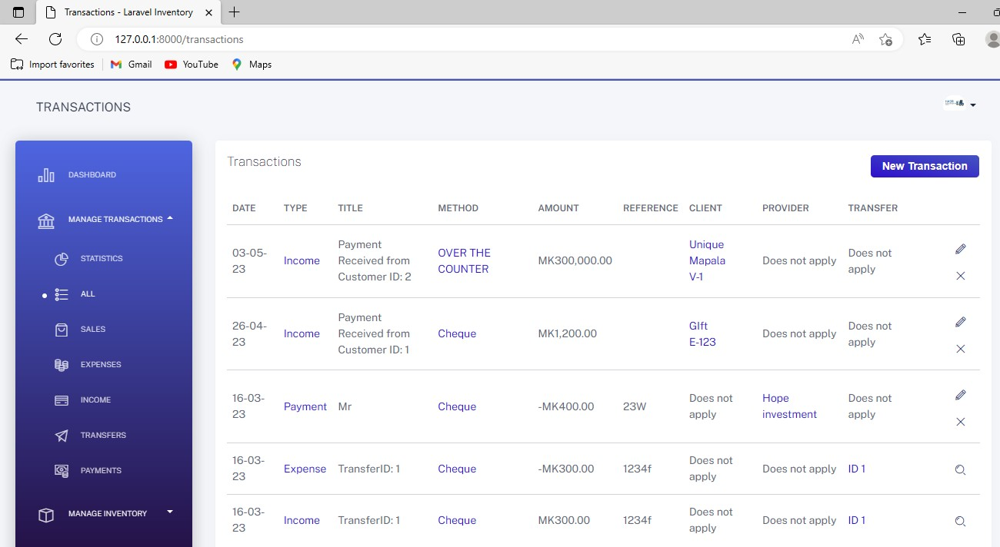 Transactions - Laravel Inventory
127.0.0.1:8000/transactions
Import favorites
Gmail
YouTube
Maps
TRANSACTIONS
DASHBOARD
MANAGE TRANSACTIONS
STATISTICS
ALL
SALES
EXPENSES
INCOME
TRANSFERS
PAYMENTS
MANAGE INVENTORY
Transactions
New Transaction
DATE TYPE TITLE METHOD AMOUNT REFERENCE CLIENT PROVIDER TRANSFER
03-05-
23
Income
Payment
Received from
Customer ID: 2
OVER THE
COUNTER
MK300,000.00
Unique
Mapala
V-1
Does not apply
Does not
apply
26-04-
23
Income
Payment
Received from
Customer ID: 1
Cheque
MK1,200.00
GIft
E-123
Does not apply
Does not
apply
16-03-
23
Payment
Mr
Cheque
-MK400.00
23W
Does not
apply
Hope
investment
Does not
apply
16-03-
23
Expense
TransferID: 1
Cheque
-MK300.00
1234f
Does not
apply
Does not apply
ID 1
16-03-
23
Income
TransferID: 1
Cheque
MK300.00
1234f
Does not
apply
Does not apply
ID 1